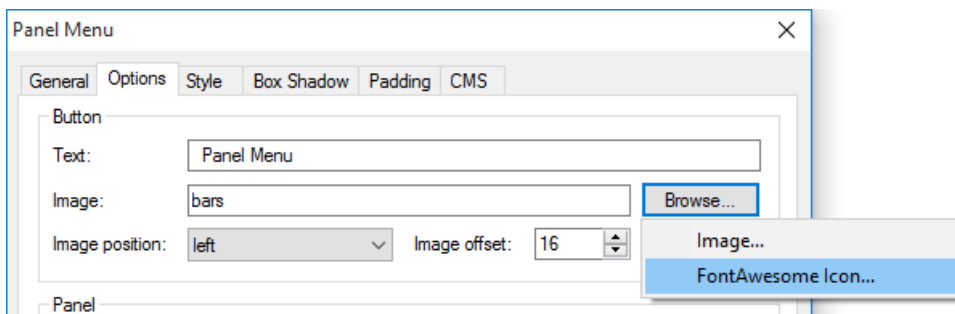 Panel Menu
General Options Style Box Shadow Padding CMS
Button
Text: Panel Menu
Image: bars Browse...
Image position: left Image offset: 16 Image...
FontAwesome Icon...
Panel